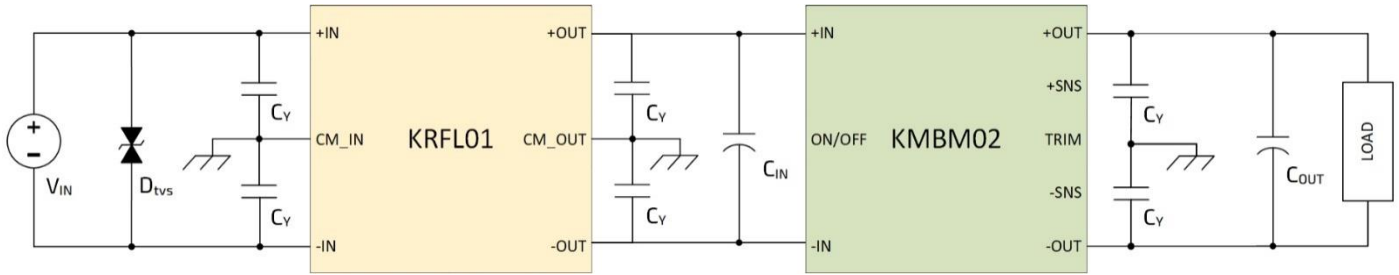 +
-
VIN
Dtvs
CY
CY
+IN
CM_IN
-IN
KRFL01
+OUT
CM_OUT
-OUT
CY
CY
CIN
+IN
ON/OFF
-IN
KMBM02
+OUT
+SNS
TRIM
-SNS
-OUT
CY
CY
COUT
LOAD